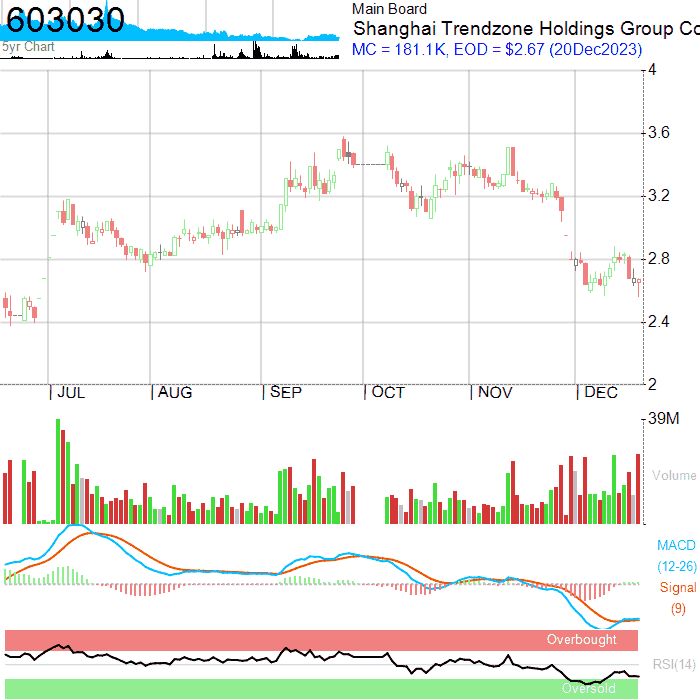 603030
5yr Chart
Main Board
Shanghai Trendzone Holdings Group Co
MC = 181.1K, EOD = $2.67 (20Dec2023)
4
3.6
3.2
2.8
2.4
2
JUL AUG SEP OCT NOV DEC
39M
Volume
MACD
(12-26)
Signal
(9)
Overbought
RSI(14)
Oversold